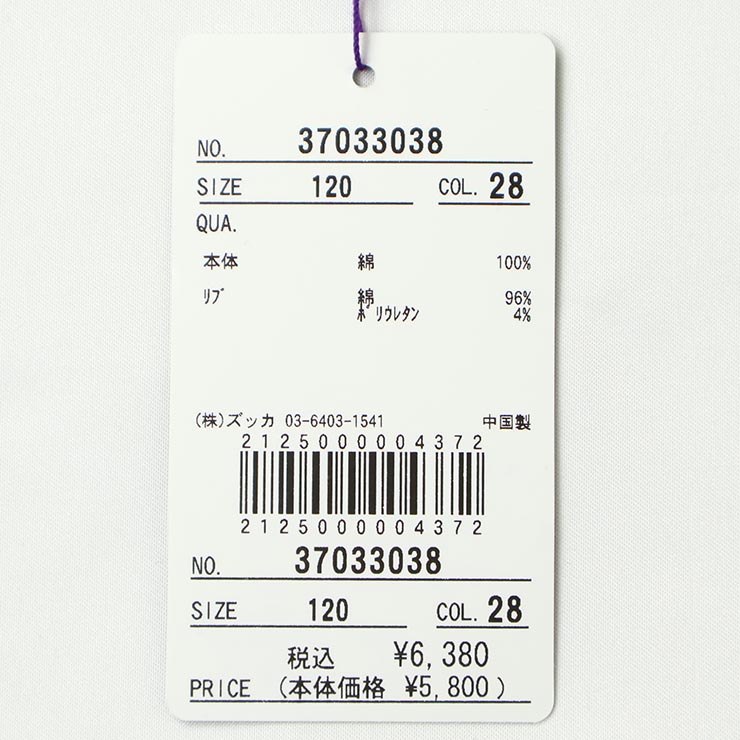 NO. 37033038
SIZE 120 COL. 28
QUA.
本体 綿 100%
ﾘﾌﾞ 綿 96%
ﾎﾟﾘｳﾚﾀﾝ 4%
(株)ズッカ 03-6403-1541 中国製
2125000004372
2125000004372
NO. 37033038
SIZE 120 COL. 28
税込 ¥6,380
PRICE (本体価格 ¥5,800)